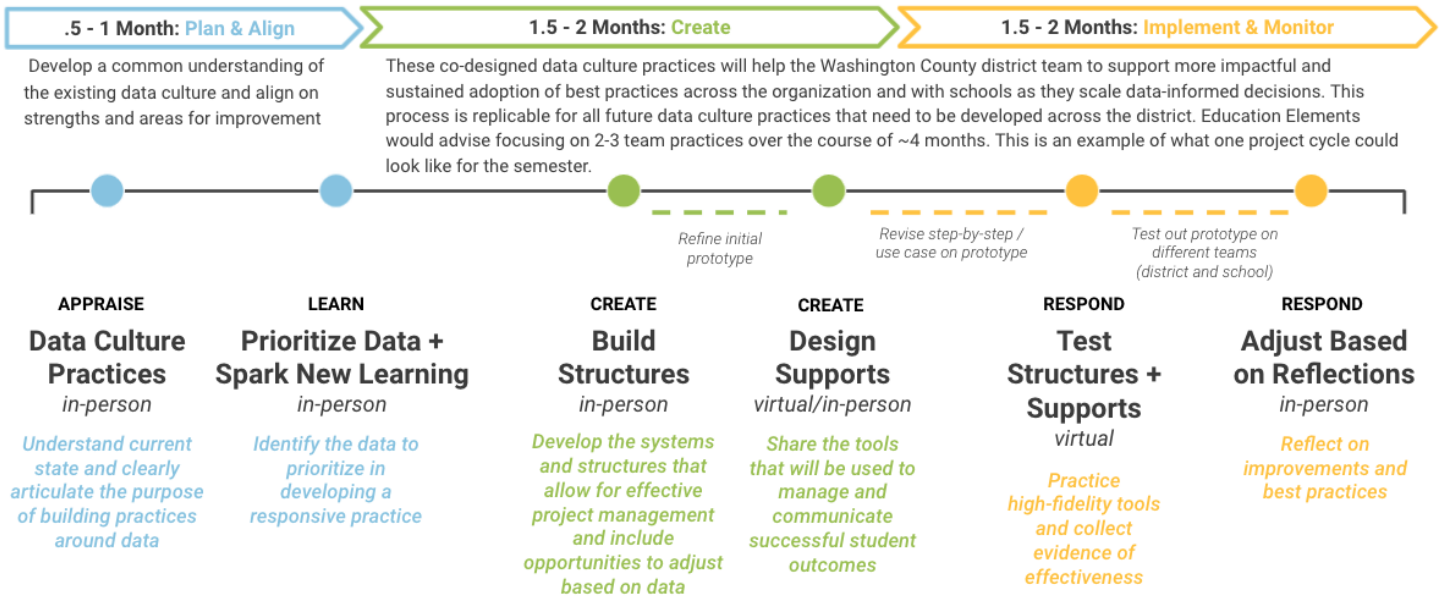 .5 - 1 Month: Plan & Align
1.5 - 2 Months: Create
1.5 - 2 Months: Implement & Monitor
Develop a common understanding of
the existing data culture and align on
strengths and areas for improvement
These co-designed data culture practices will help the Washington County district team to support more impactful and
sustained adoption of best practices across the organization and with schools as they scale data-informed decisions. This
process is replicable for all future data culture practices that need to be developed across the district. Education Elements
would advise focusing on 2-3 team practices over the course of ~4 months. This is an example of what one project cycle could
look like for the semester.
Refine initial
prototype
Revise step-by-step /
use case on prototype
Test out prototype on
different teams
(district and school)
APPRAISE
Data Culture
Practices
in-person
Understand current
state and clearly
articulate the purpose
of building practices
around data
LEARN
Prioritize Data +
Spark New Learning
in-person
Identify the data to
prioritize in
developing a
responsive practice
CREATE
Build
Structures
in-person
Develop the systems
and structures that
allow for effective
project management
and include
opportunities to adjust
based on data
CREATE
Design
Supports
virtual/in-person
Share the tools
that will be used to
manage and
communicate
successful student
outcomes
RESPOND
Test
Structures +
Supports
virtual
Practice
high-fidelity tools
and collect
evidence of
effectiveness
RESPOND
Adjust Based
on Reflections
in-person
Reflect on
improvements and
best practices